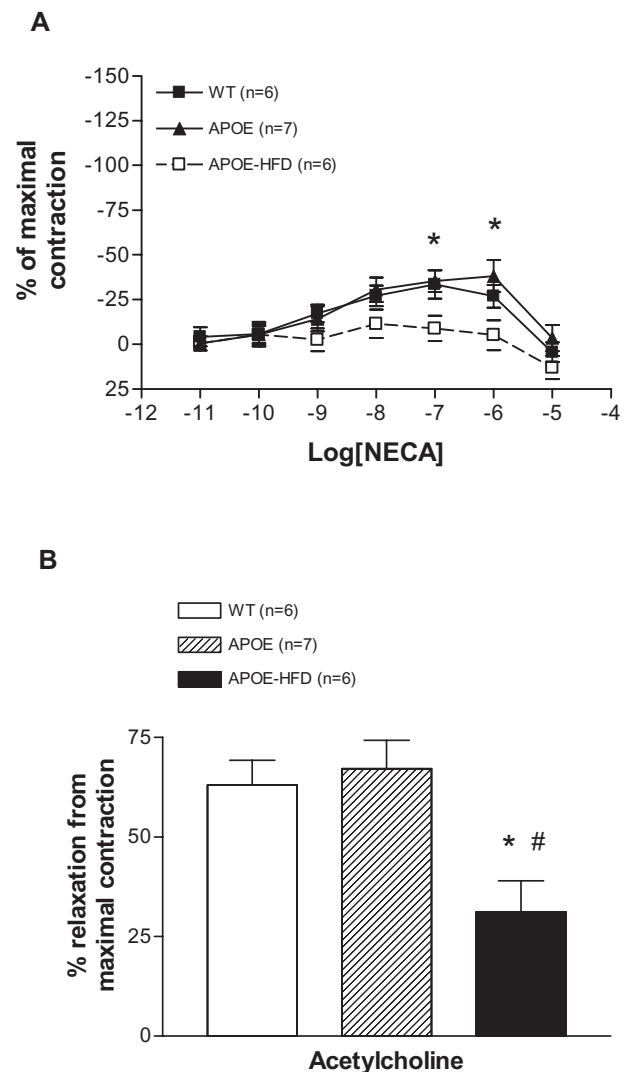 A
-150
-125
-100
-75
-50
-25
0
25
WT (n=6)
APOE (n=7)
APOE-HFD (n=6)
* *
% of maximal
contraction
-12 -11 -10 -9 -8 -7 -6 -5 -4
Log[NECA]
B
WT (n=6)
APOE (n=7)
APOE-HFD (n=6)
75
50
25
0
% relaxation from
maximal contraction
* #
Acetylcholine